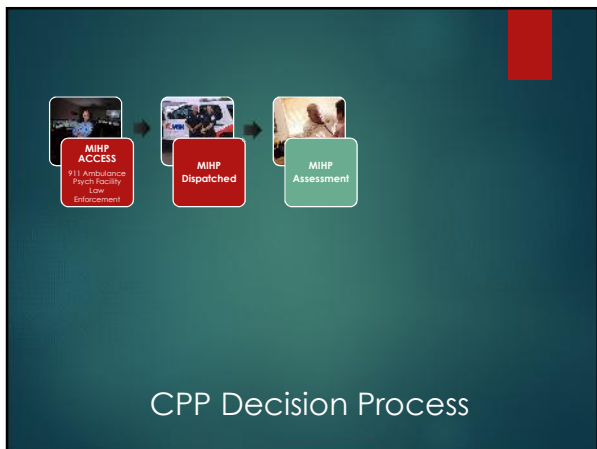 MIHP
ACCESS
911 Ambulance
Psych Facility
Law
Enforcement
MIHP
Dispatched
MIHP
Assessment
CPP Decision Process